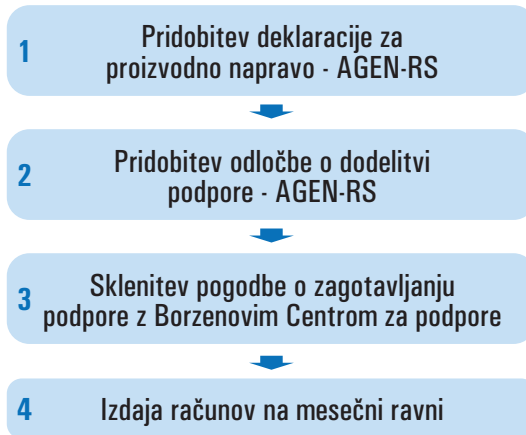 1
Pridobitev deklaracije za
proizvodno napravo - AGEN-RS
2
Pridobitev odločbe o dodelitvi
podpore - AGEN-RS
3
Sklenitev pogodbe o zagotavljanju
podpore z Borzenovim Centrom za podpore
4 Izdaja računov na mesečni ravni